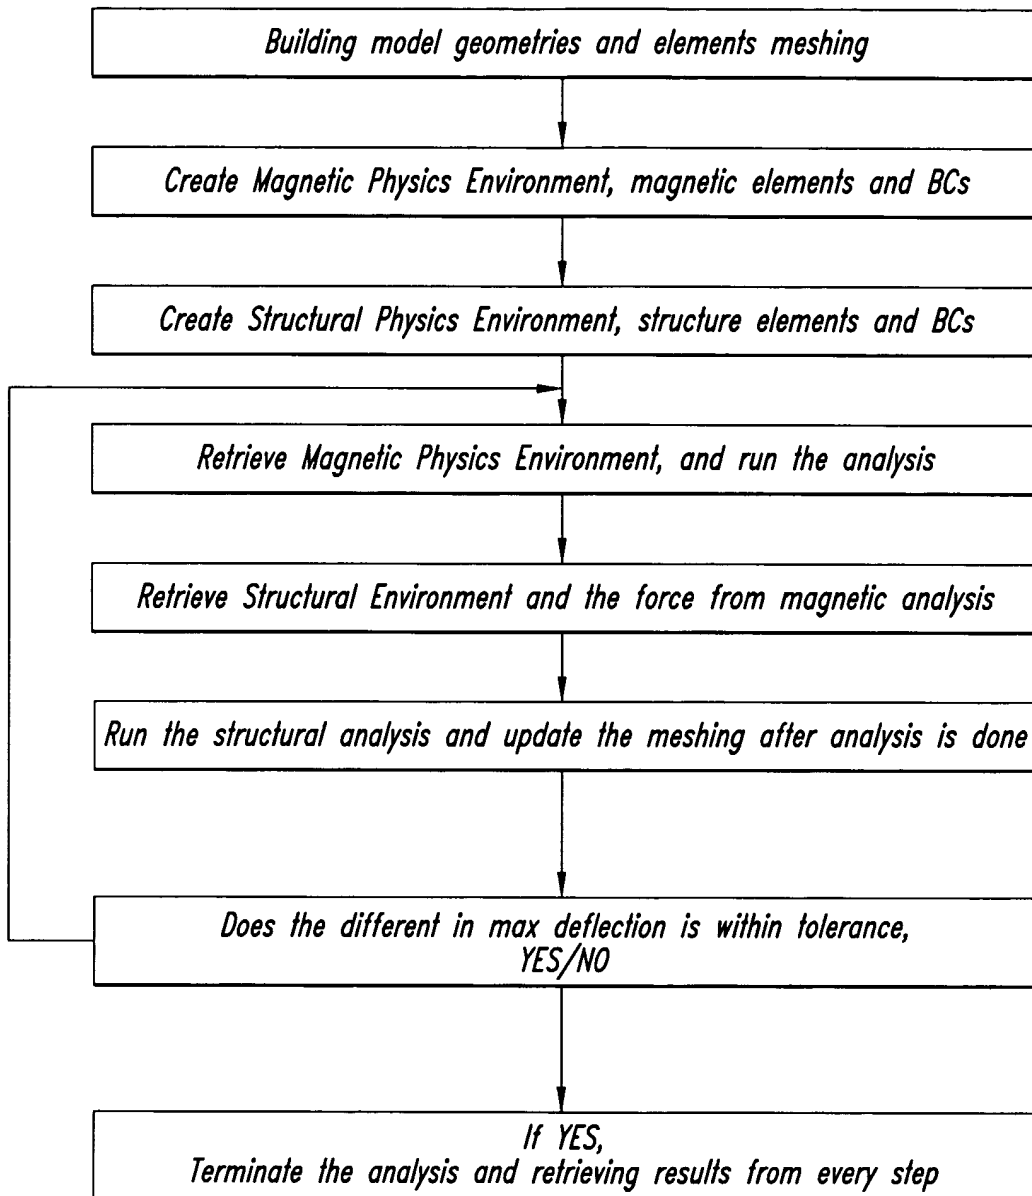 Building model geometries and elements meshing
Create Magnetic Physics Environment, magnetic elements and BCs
Create Structural Physics Environment, structure elements and BCs
Retrieve Magnetic Physics Environment, and run the analysis
Retrieve Structural Environment and the force from magnetic analysis
Run the structural analysis and update the meshing after analysis is done
Does the different in max deflection is within tolerance,
YES/NO
If YES,
Terminate the analysis and retrieving results from every step